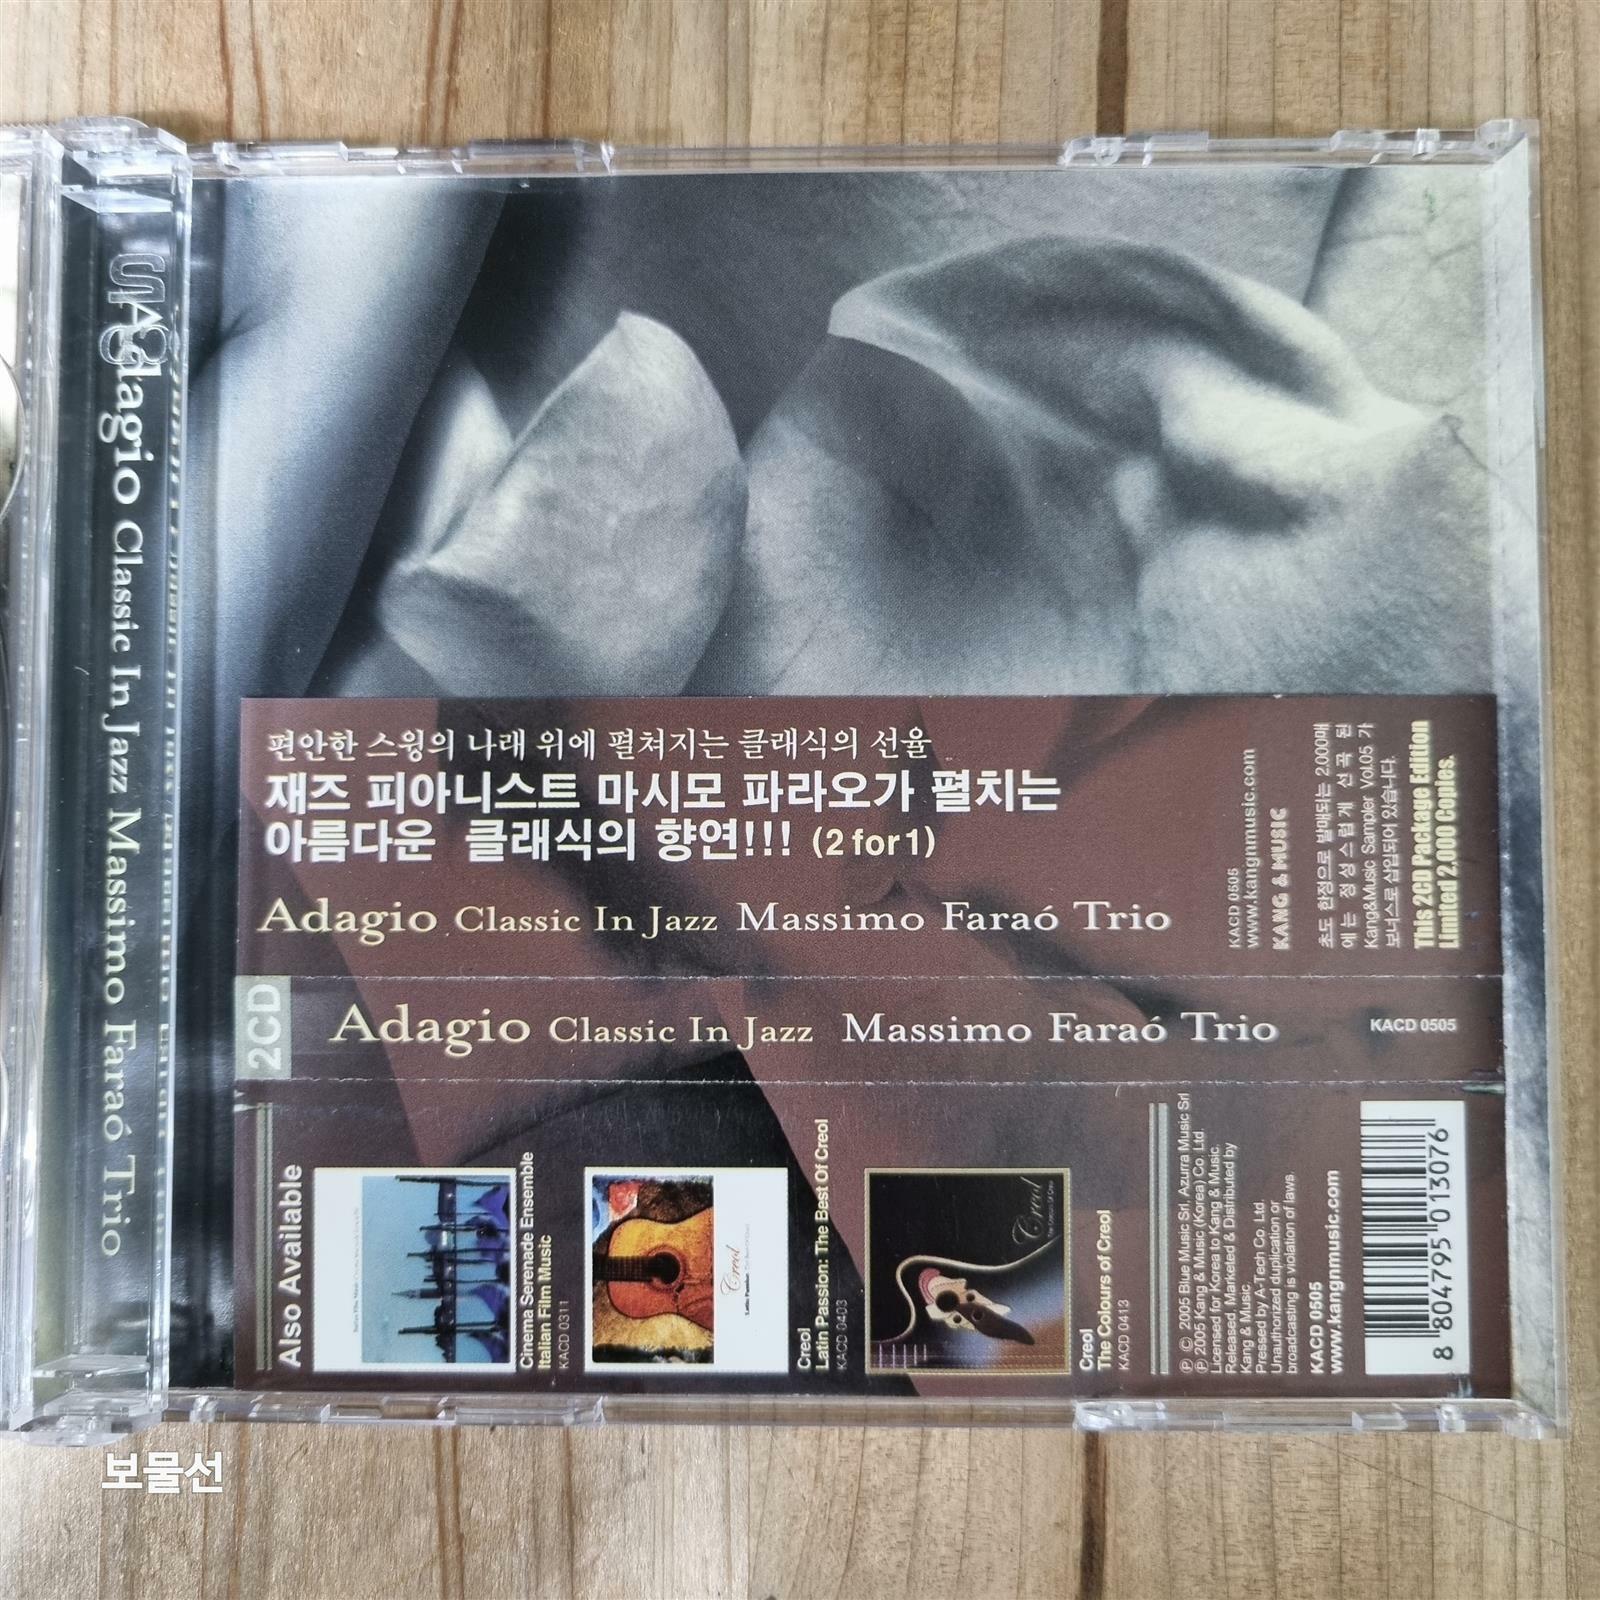 Adagio Classic In Jazz Massimo Faraó Trio
편안한 스윙의 나래 위에 펼쳐지는 클래식의 선율
재즈 피아니스트 마시모 파라오가 펼치는
아름다운 클래식의 향연!!! (2 for 1)
Adagio Classic In Jazz Massimo Faraó Trio
KACD 0505
www.kangnmusic.com
KANG & MUSIC
초도 한정으로 발매되는 2,000매
에는 정성스럽게 선곡된
Kang&Music Sampler Vol.05 가
보너스로 삽입되어 있습니다.
This 2CD Package Edition
Limited 2,000 Copies.
2CD
Adagio Classic In Jazz Massimo Faraó Trio
KACD 0505
Also Available
Cinema Serenade Ensemble
Italian Film Music
KACD 0311
Creol
Creol
Latin Passion: The Best Of Creol
KACD 0403
Creol
Creol
The Colours of Creol
KACD 0413
Ⓟ Ⓒ 2005 Blue Music Srl, Azurra Music Srl
Ⓟ 2005 Kang & Music (Korea) Co. Ltd.
Licensed for Korea to Kang & Music.
Released, Marketed & Distributed by
Kang & Music.
Pressed by A-Tech Co. Ltd.
Unauthorized duplication or
broadcasting is violation of laws.
KACD 0505
www.kangnmusic.com
8 804795 013076
보물선